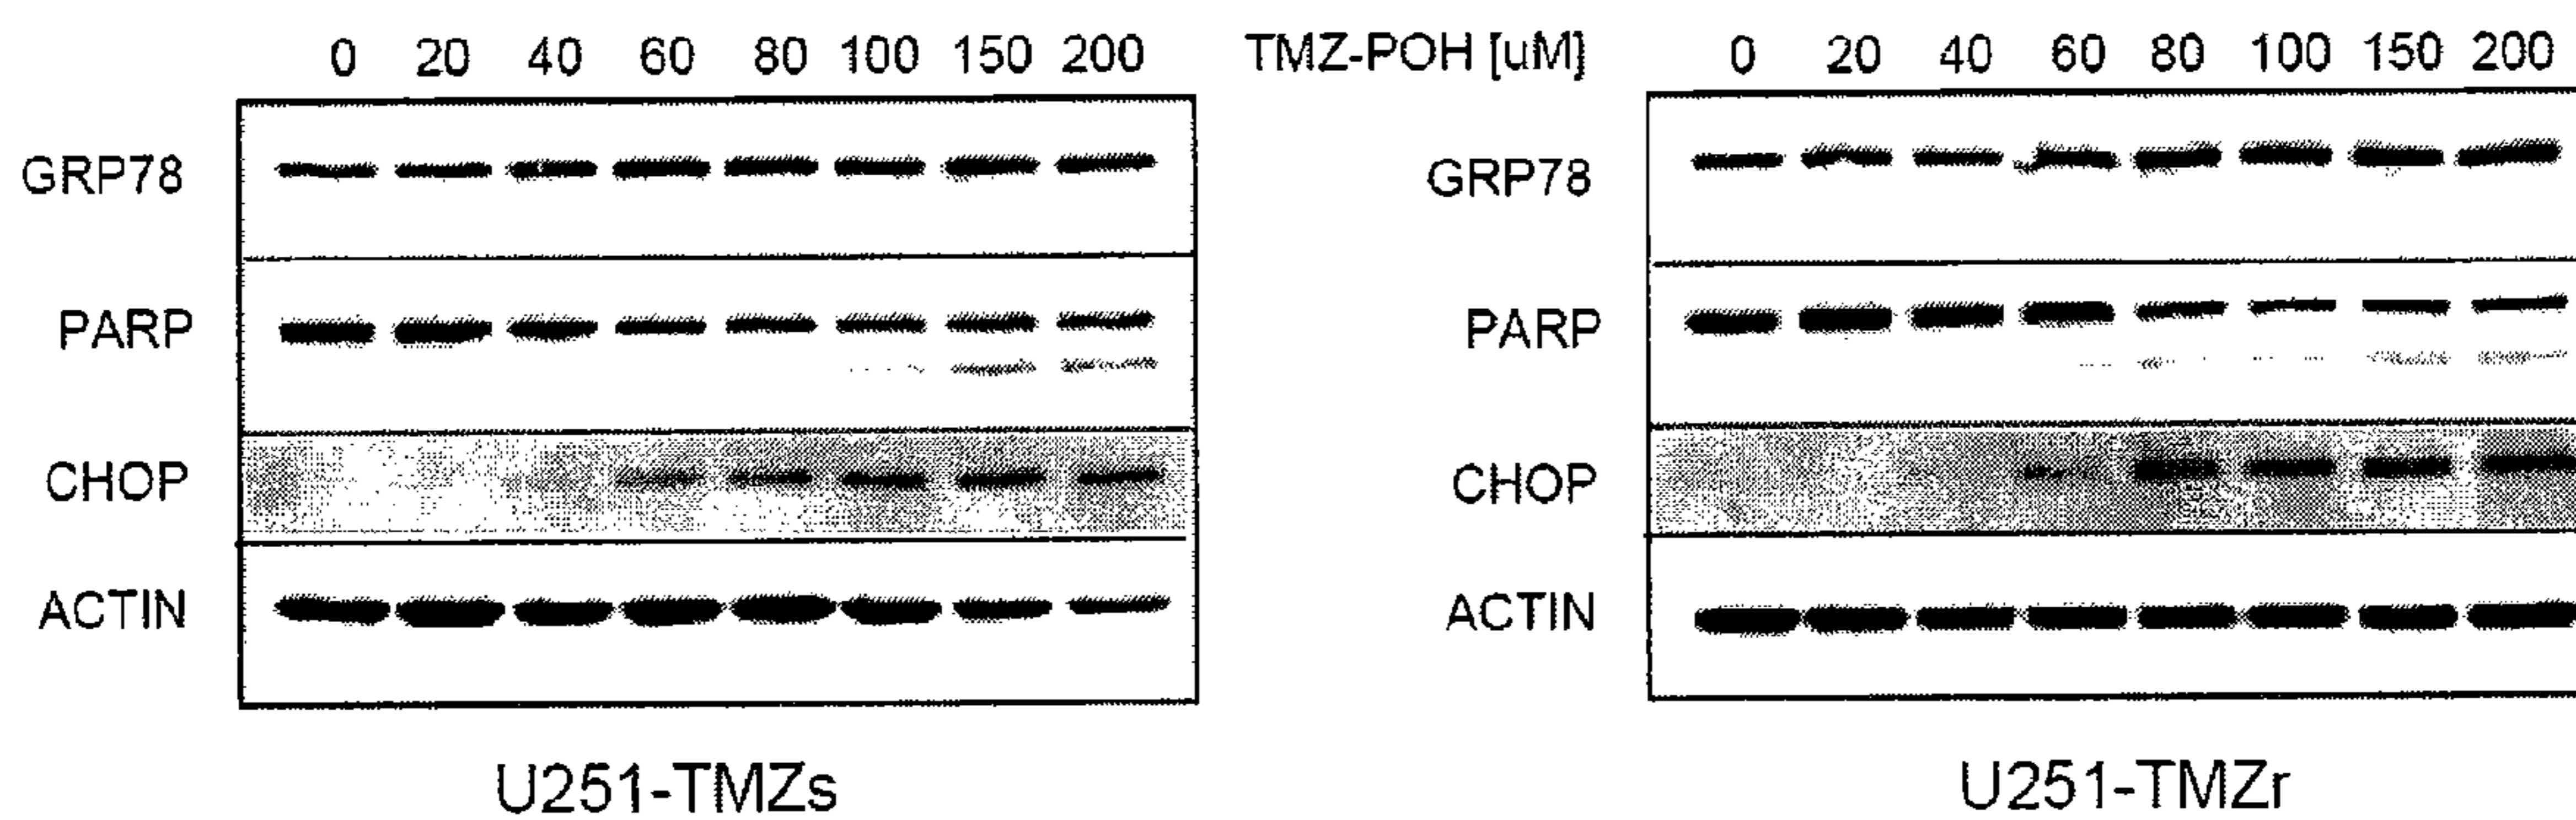 0 20 40 60 80 100 150 200 TMZ-POH [uM] 0 20 40 60 80 100 150 200
GRP78 GRP78
PARP PARP
CHOP CHOP
ACTIN ACTIN
U251-TMZs U251-TMZr